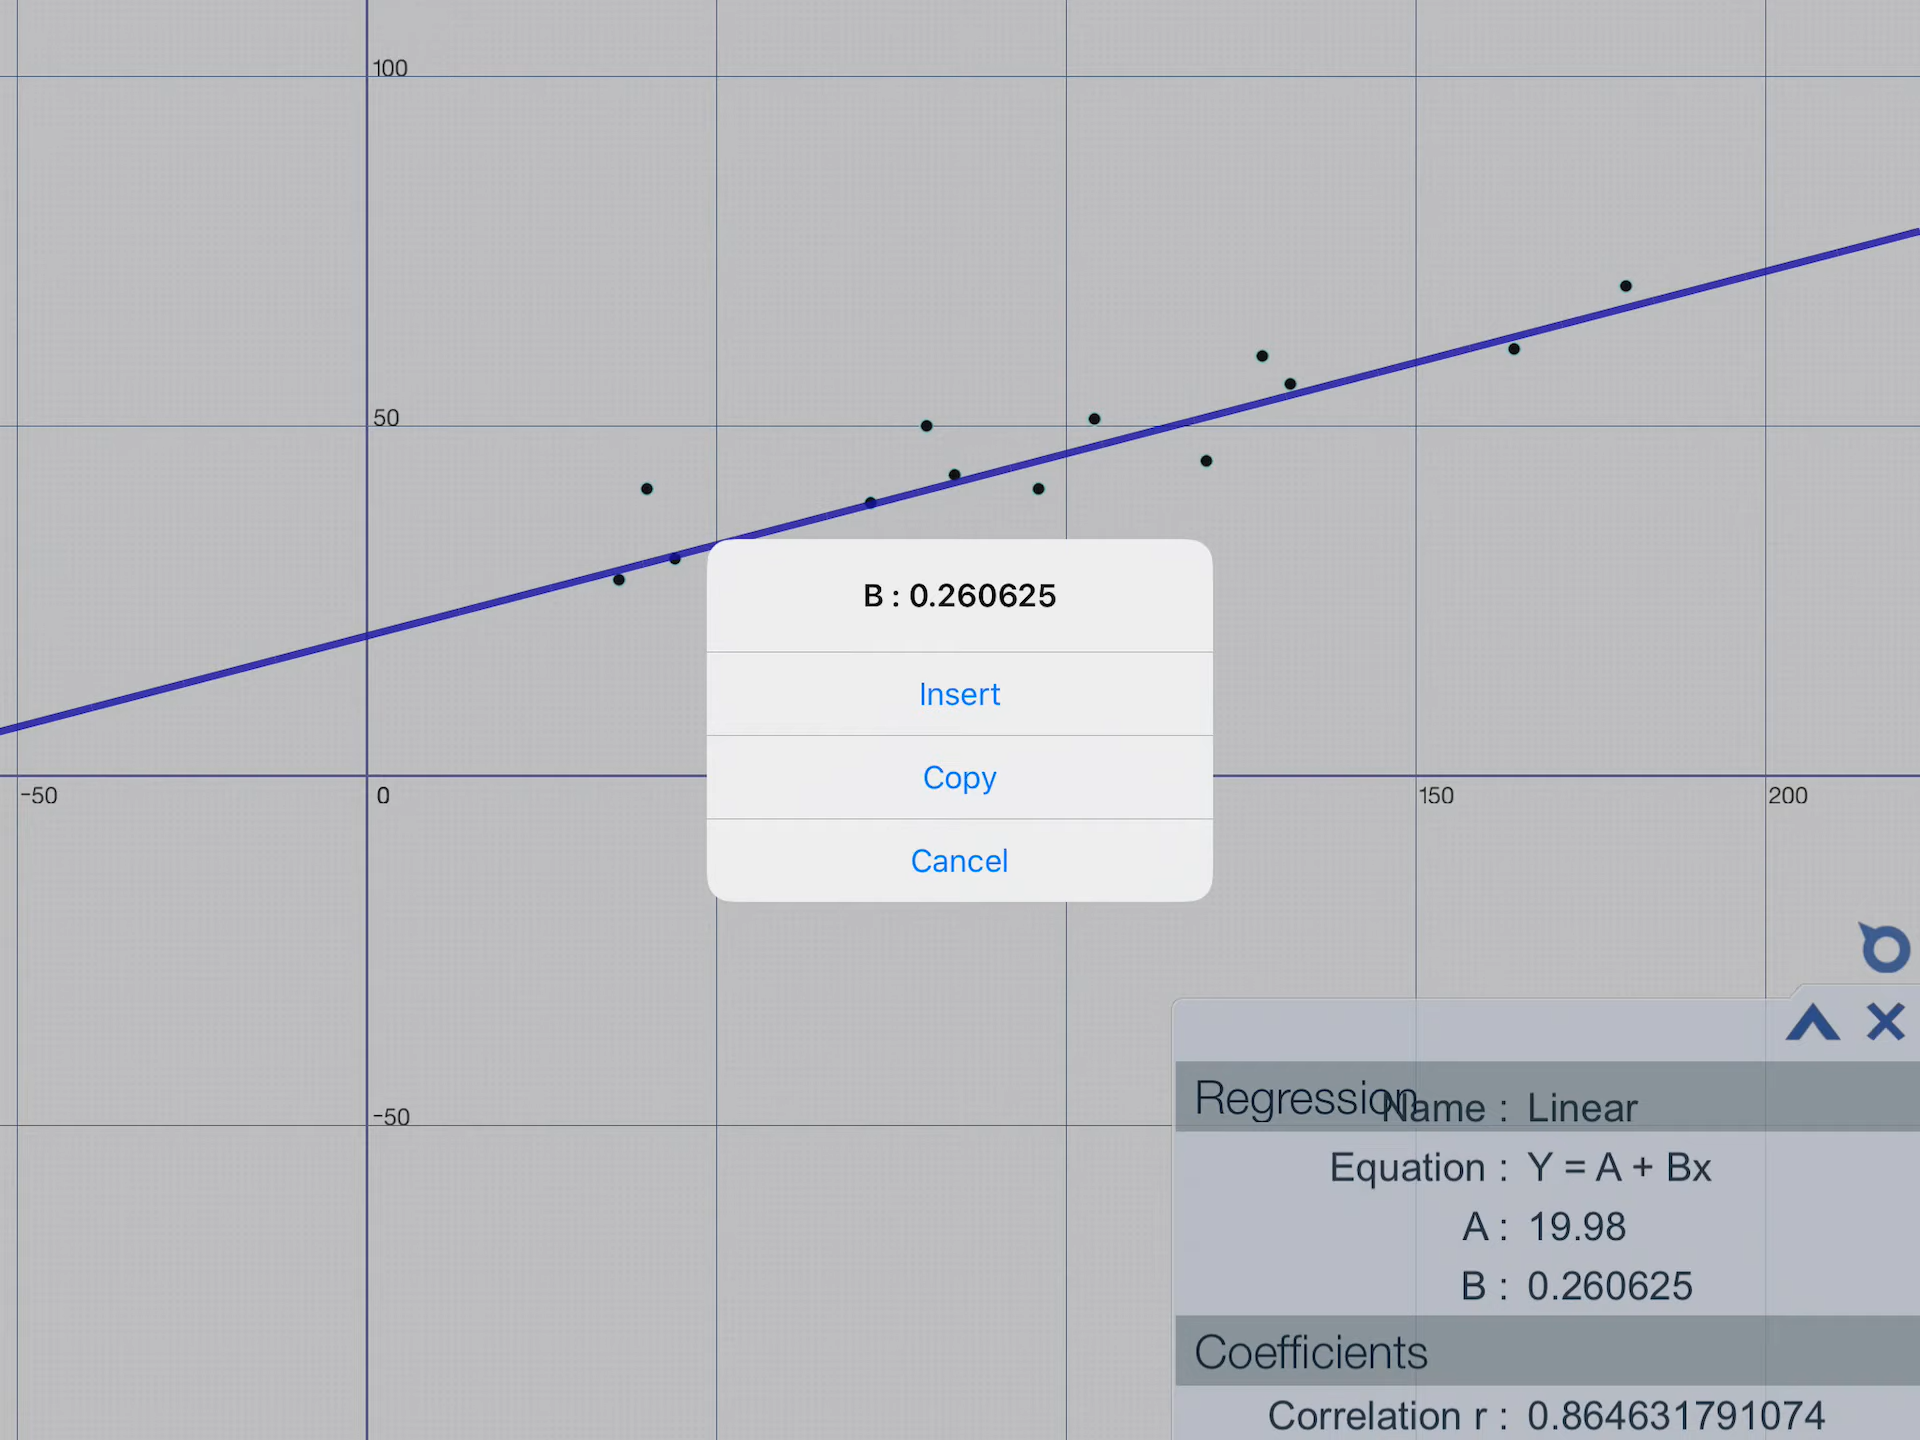 100
50
B : 0.260625
Insert
Copy
Cancel
-50
0
150
200
-50
Regression
Name : Linear
Equation : Y = A + Bx
A : 19.98
B : 0.260625
Coefficients
Correlation r : 0.864631791074